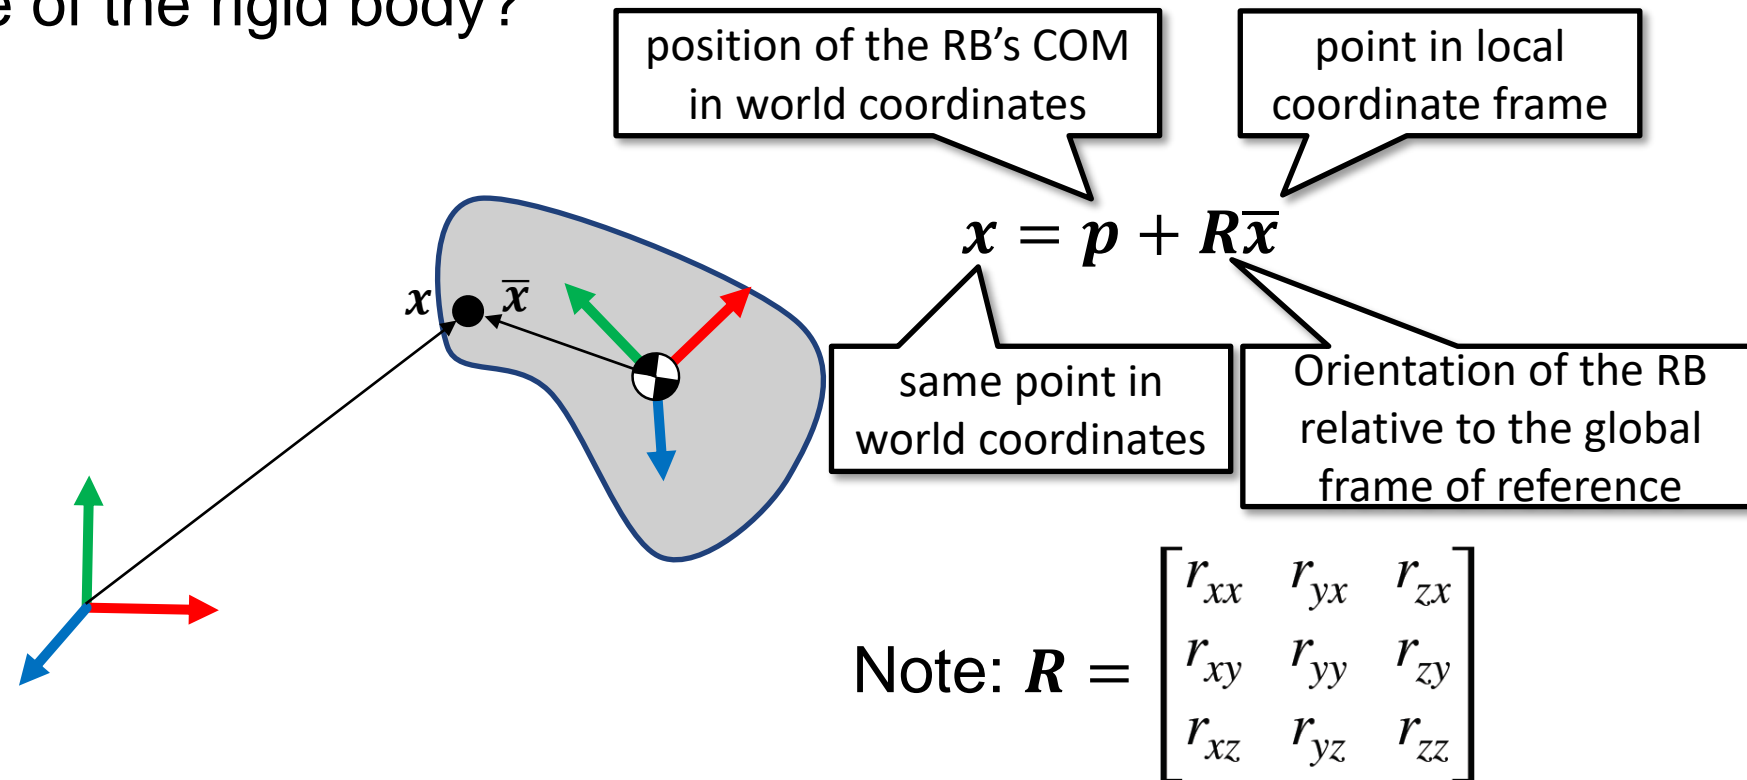 e of the rigid body?
position of the RB's COM
in world coordinates
point in local
coordinate frame
x = p + Rx̅
x x̅
same point in
world coordinates
Orientation of the RB
relative to the global
frame of reference
Note: R =
r_xx r_yx r_zx
r_xy r_yy r_zy
r_xz r_yz r_zz